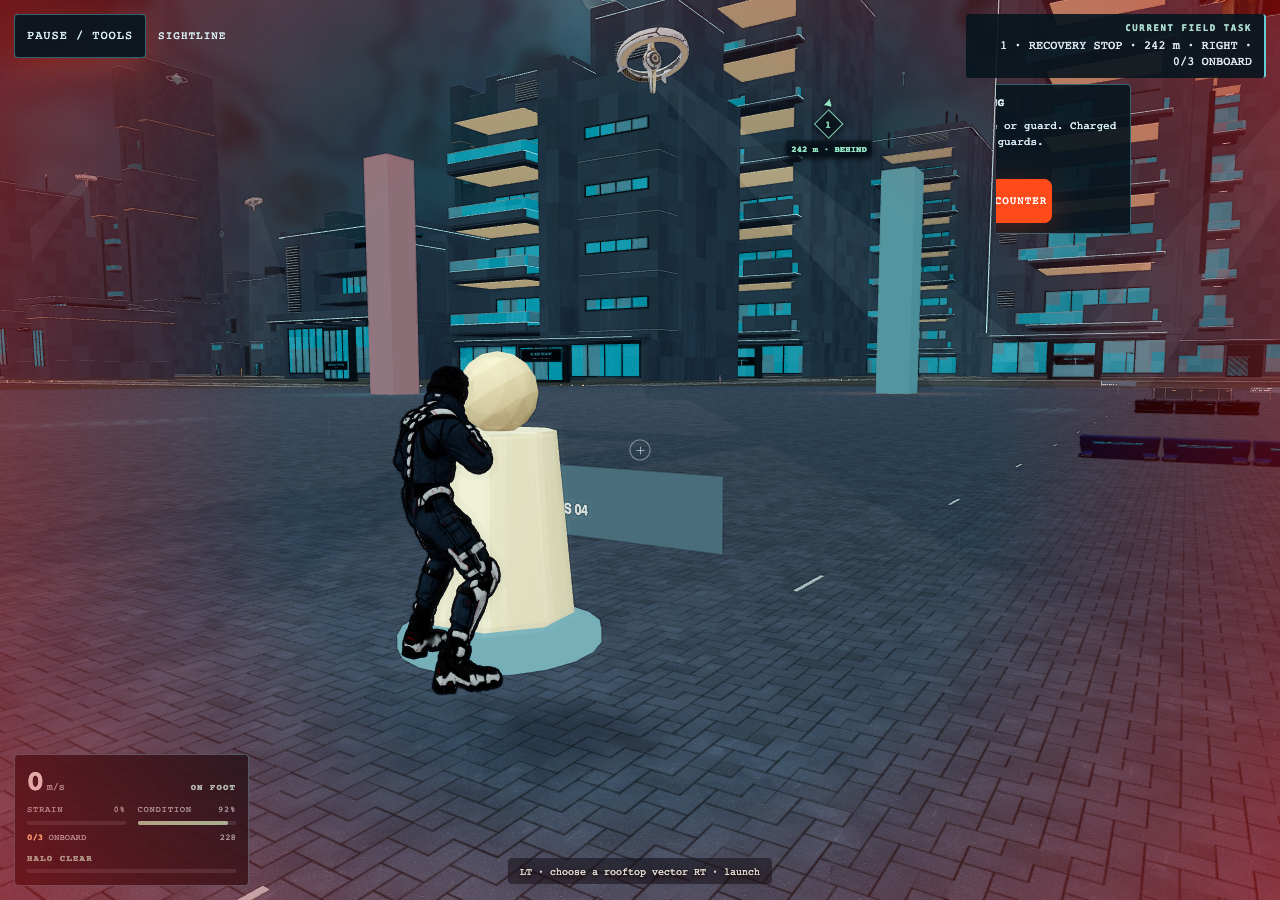 PAUSE / TOOLS
SIGHTLINE
CURRENT FIELD TASK
1 · RECOVERY STOP · 242 m · RIGHT ·
0/3 ONBOARD
or guard. Charged
guards.
COUNTER
1
242 m · BEHIND
S 04
0 m/s
ON FOOT
STRAIN 0% CONDITION 92%
0/3 ONBOARD 228
HALO CLEAR
LT · choose a rooftop vector RT · launch